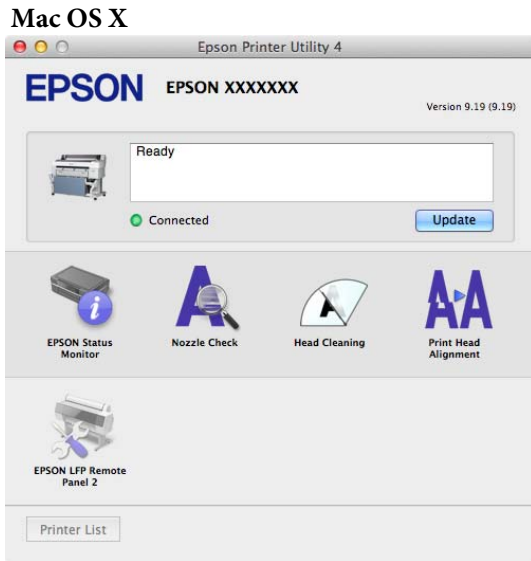 Mac OS X
Epson Printer Utility 4
EPSON EPSON XXXXXXX
Version 9.19 (9.19)
Ready
Connected Update
EPSON Status
Monitor
Nozzle Check
Head Cleaning
Print Head
Alignment
EPSON LFP Remote
Panel 2
Printer List